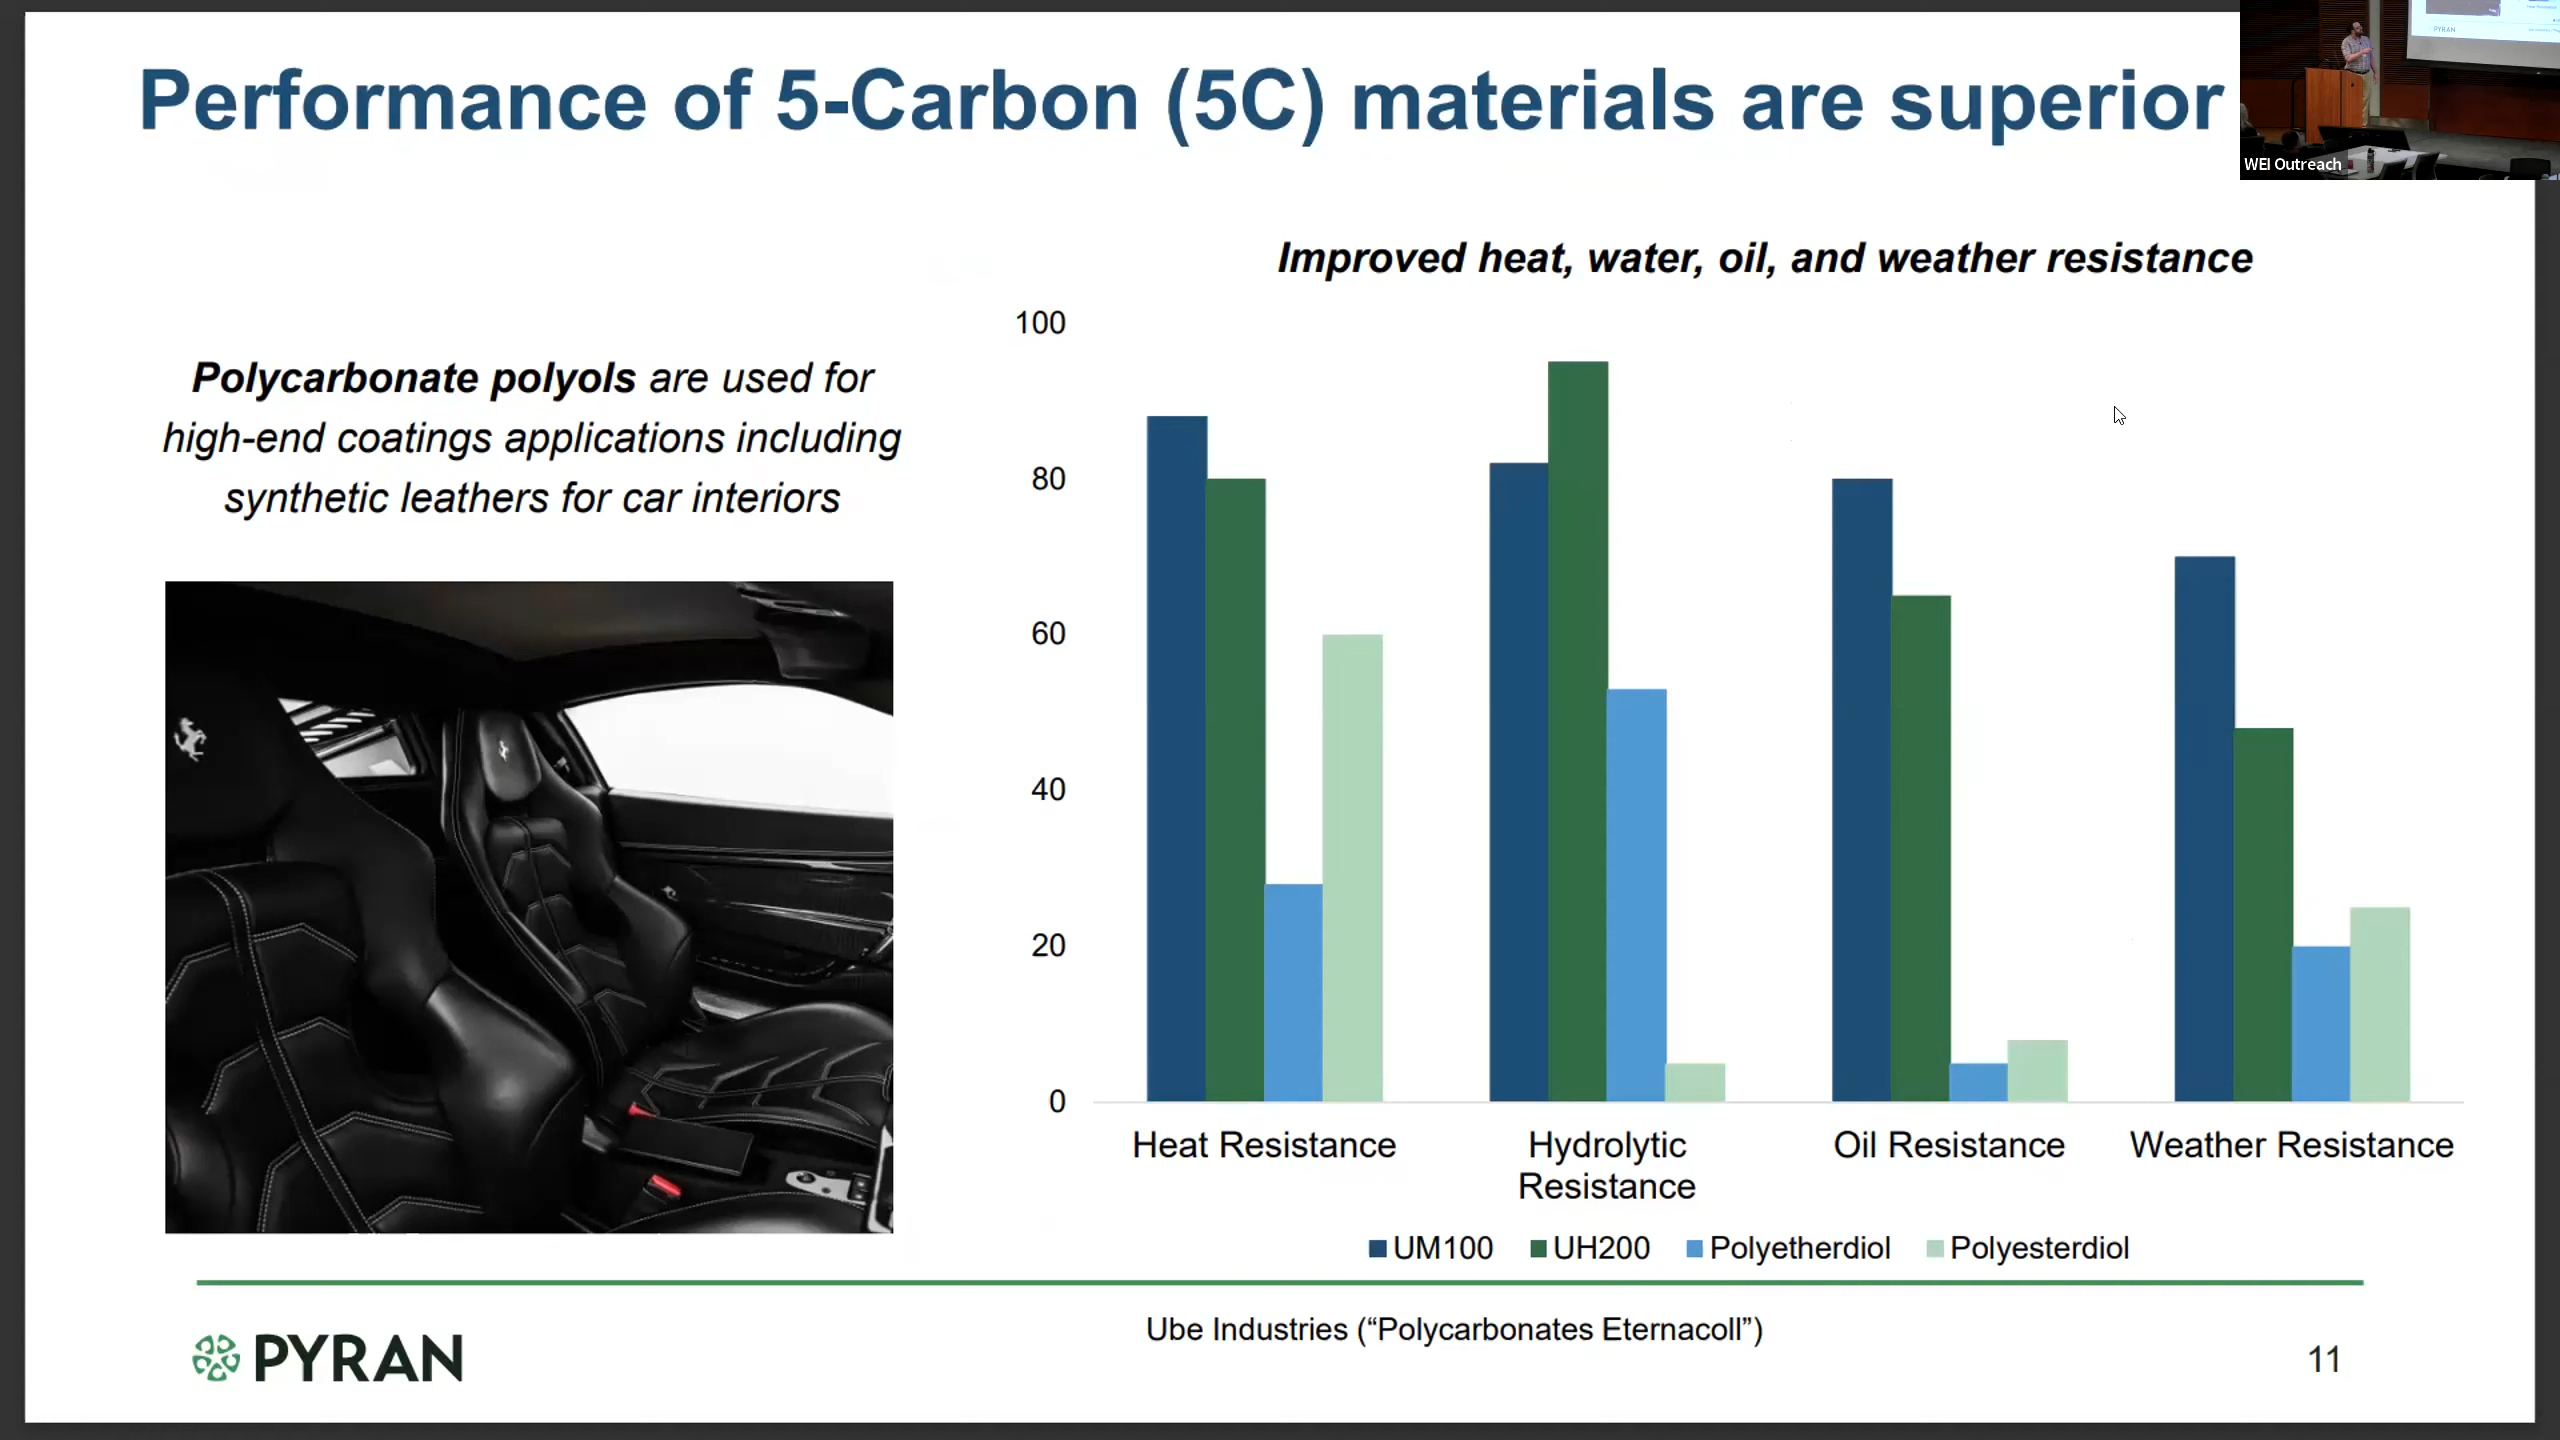 Performance of 5-Carbon (5C) materials are superior
PYRAN
WEI Outreach
Improved heat, water, oil, and weather resistance
Polycarbonate polyols are used for
high-end coatings applications including
synthetic leathers for car interiors
100
80
60
40
20
0
Heat Resistance
Hydrolytic
Resistance
Oil Resistance
Weather Resistance
UM100 UH200 Polyetherdiol Polyesterdiol
Ube Industries (“Polycarbonates Eternacoll”)
PYRAN
11